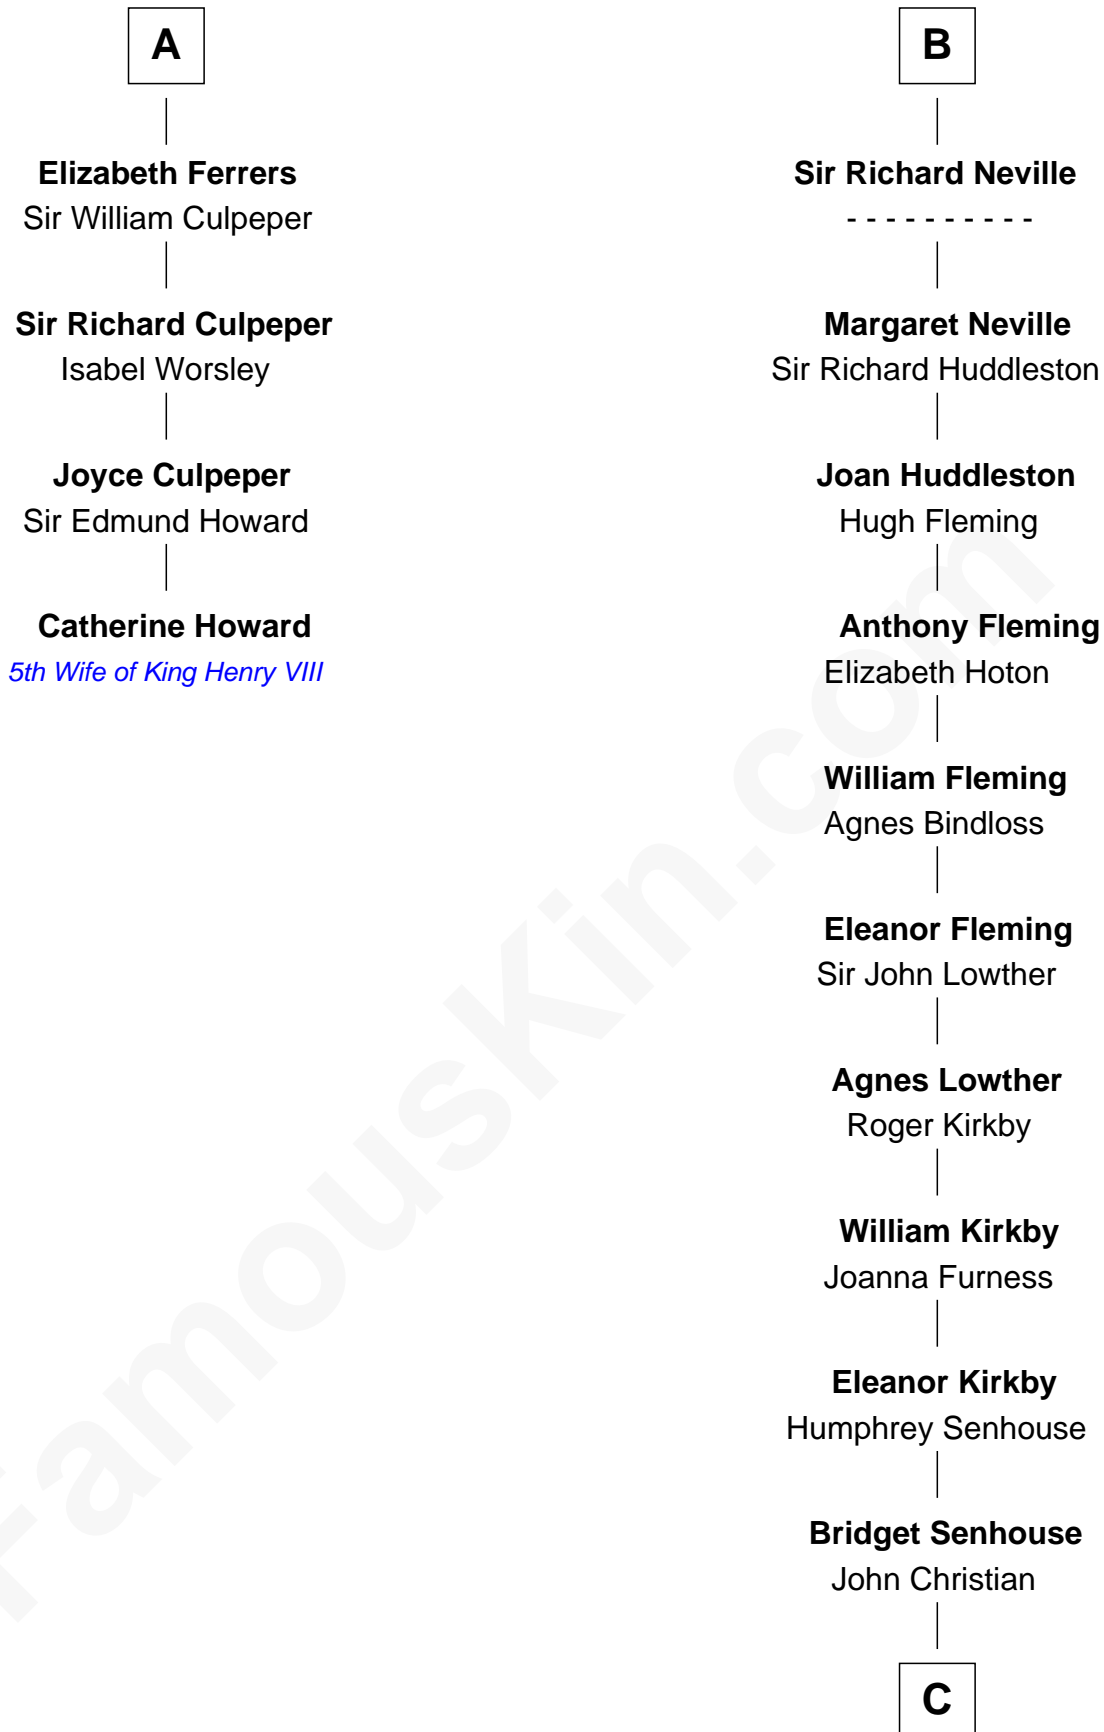 A
Elizabeth Ferrers
Sir William Culpeper
Sir Richard Culpeper
Isabel Worsley
Joyce Culpeper
Sir Edmund Howard
Catherine Howard
5th Wife of King Henry VIII
B
Sir Richard Neville
- - - - - - - - - -
Margaret Neville
Sir Richard Huddleston
Joan Huddleston
Hugh Fleming
Anthony Fleming
Elizabeth Hoton
William Fleming
Agnes Bindloss
Eleanor Fleming
Sir John Lowther
Agnes Lowther
Roger Kirkby
William Kirkby
Joanna Furness
Eleanor Kirkby
Humphrey Senhouse
Bridget Senhouse
John Christian
C
FamousKin.com